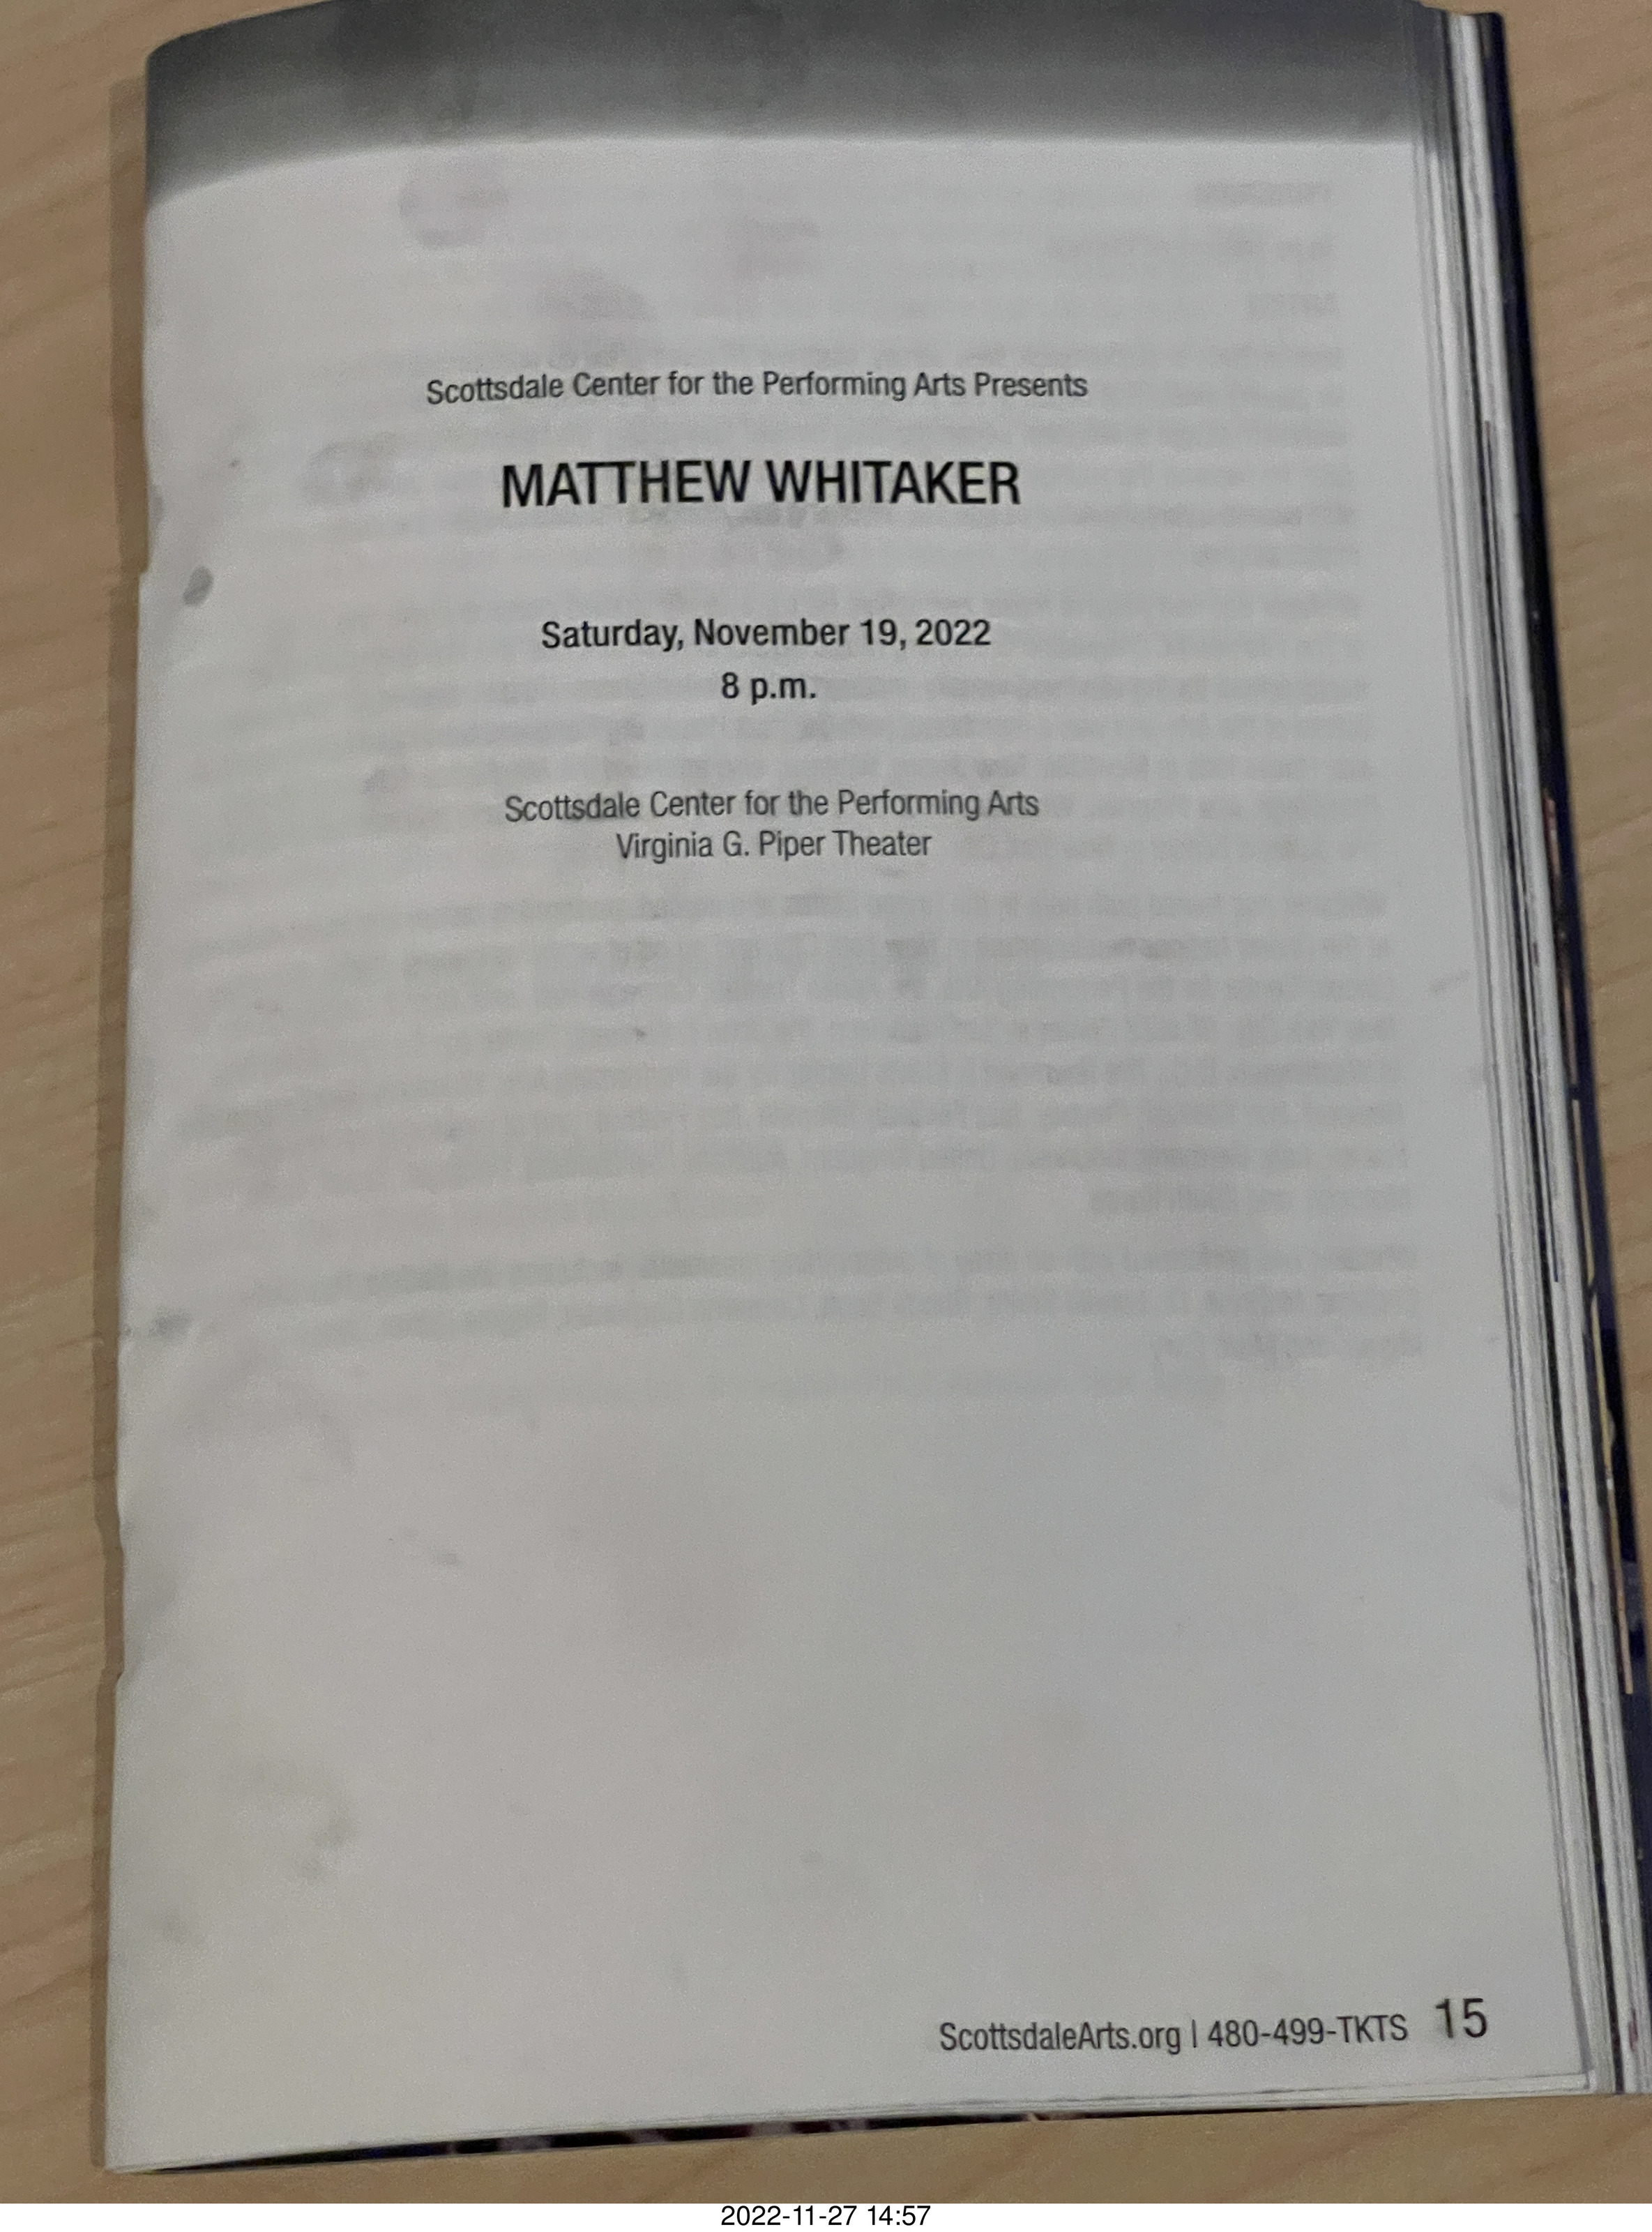 Scottsdale Center for the Performing Arts Presents
MATTHEW WHITAKER
Saturday, November 19, 2022
8 p.m.
Scottsdale Center for the Performing Arts
Virginia G. Piper Theater
ScottsdaleArts.org | 480-499-TKTS 15
2022-11-27 14:57